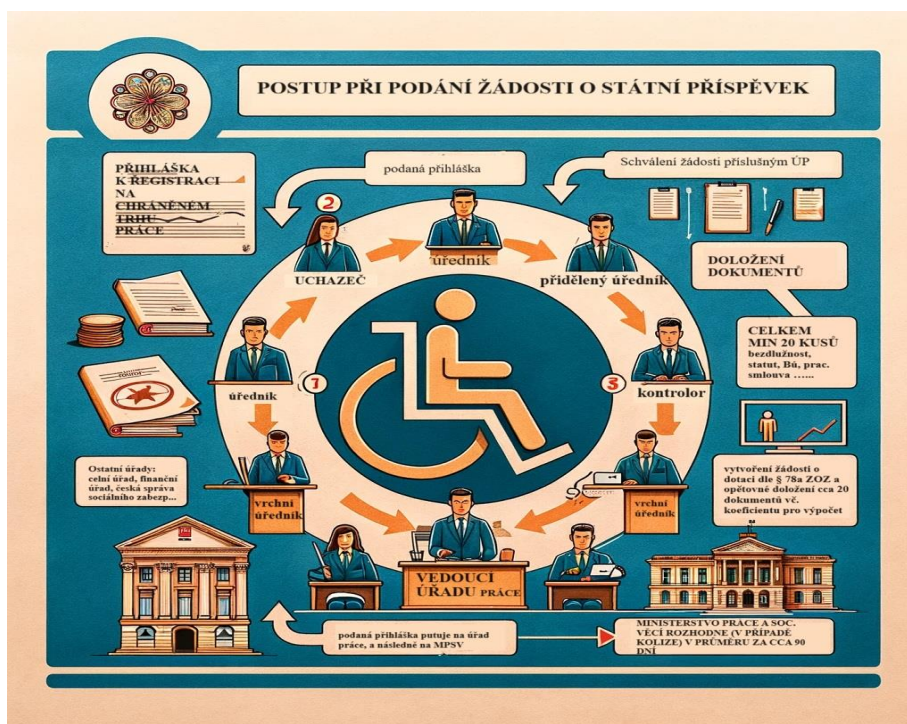 POSTUP PŘI PODÁNÍ ŽÁDOSTI O STÁTNÍ PŘÍSPĚVEK
PŘIHLÁŠKA
K ŘEGISTRACI
NA
CHRÁNĚNÉM
TRHU
PRÁCE
podaná přihláška
Schválení žádosti příslušným ÚP
2
UCHAZEČ
úředník
přidělený úředník
DOLOŽENÍ
DOKUMENTŮ
CELKEM
MIN 20 KUSŮ
bezdlužnost,
statut, Bú, prac.
smlouva …...
úředník
1
3
kontrolor
Ostatní úřady:
celní úřad, finanční
úřad, česká správa
sociálního zabezp...
vrchní
úředník
vrchní
úředník
vytvoření žádosti o
dotaci dle § 78a ZOZ a
opětovné doložení cca 20
dokumentů vč.
koeficientu pro výpočet
VEDOUCÍ
ÚŘADU PRÁCE
podaná přihláška putuje na úřad
práce, a následně na MPSV
MINISTERSTVO PRÁCE A SOC.
VĚCÍ ROZHODNE (V PŘÍPADĚ
KOLIZE) V PRŮMĚRU ZA CCA 90
DNÍ